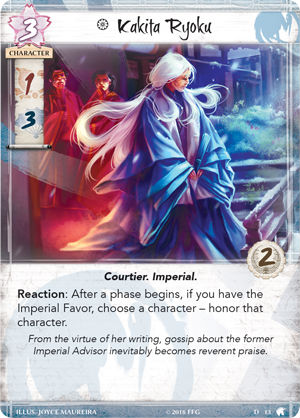 3
Kakita Ryoku
CHARACTER
1
3
2
Courtier. Imperial.
Reaction: After a phase begins, if you have the
Imperial Favor, choose a character – honor that
character.
From the virtue of her writing, gossip about the former
Imperial Advisor inevitably becomes reverent praise.
ILLUS. JOYCE MAUREIRA
©2018 FFG
D
13